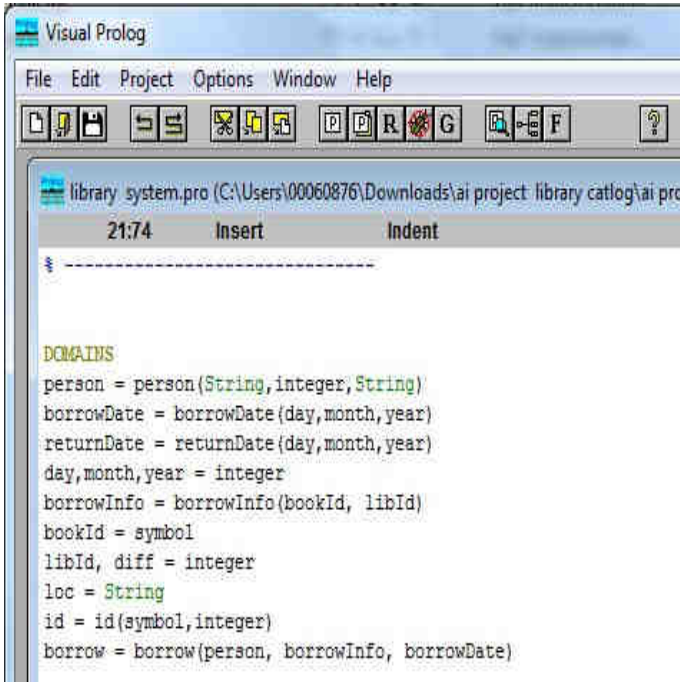 Visual Prolog
File Edit Project Options Window Help
P P R G F ?
library system.pro (C:\Users\00060876\Downloads\ai project library catlog\ai pro
21:74 Insert Indent
% -------------------------------
DOMAINS
person = person(String,integer,String)
borrowDate = borrowDate(day,month,year)
returnDate = returnDate(day,month,year)
day,month,year = integer
borrowInfo = borrowInfo(bookId, libId)
bookId = symbol
libId, diff = integer
loc = String
id = id(symbol,integer)
borrow = borrow(person, borrowInfo, borrowDate)